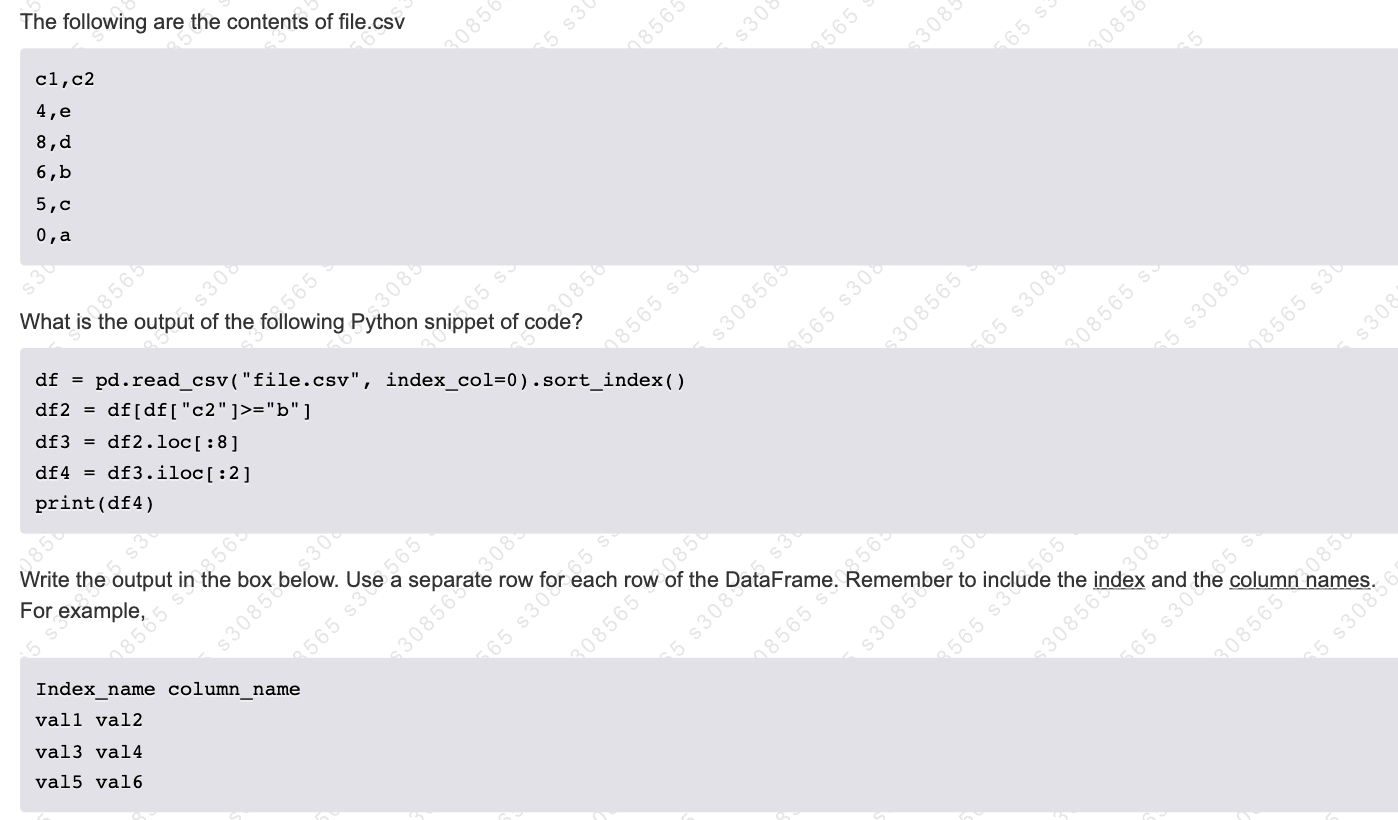 The following are the contents of file.csv
c1,c2
4,e
8,d
6,b
5,c
0,a
What is the output of the following Python snippet of code?
df = pd.read_csv("file.csv", index_col=0).sort_index()
df2 = df[df["c2"]>="b"]
df3 = df2.loc[:8]
df4 = df3.iloc[:2]
print(df4)
Write the output in the box below. Use a separate row for each row of the DataFrame. Remember to include the index and the column names.
For example,
Index_name column_name
val1 val2
val3 val4
val5 val6